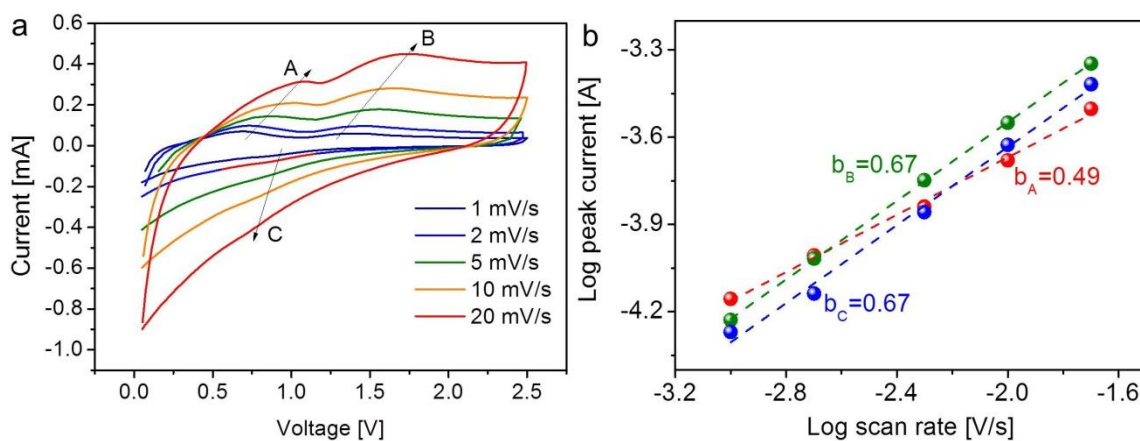 a
0.6
0.4
0.2
0.0
-0.2
-0.4
-0.6
-0.8
-1.0
Current [mA]
A
B
C
1 mV/s
2 mV/s
5 mV/s
10 mV/s
20 mV/s
0.0 0.5 1.0 1.5 2.0 2.5
Voltage [V]
b
-3.3
-3.6
-3.9
-4.2
Log peak current [A]
b_B=0.67
b_A=0.49
b_C=0.67
-3.2 -2.8 -2.4 -2.0 -1.6
Log scan rate [V/s]